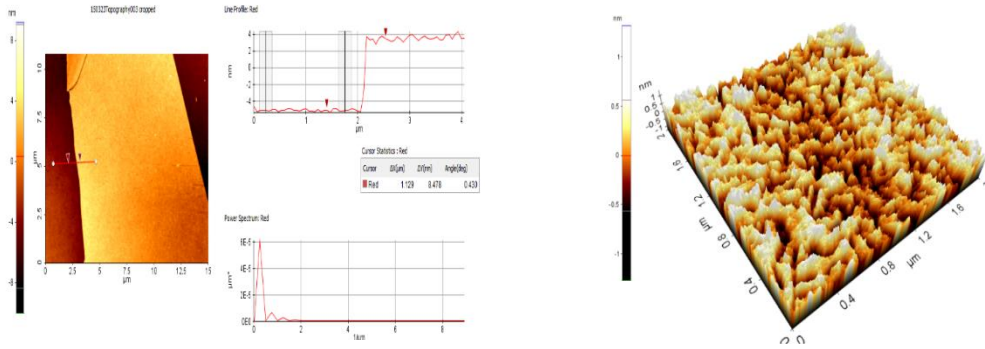 nm
150323Topography003 cropped
8
4
0
-4
-8
10
7.5
5
2.5
0
µm
0 2.5 5 7.5 10 12.5 15
µm
Line Profile: Red
nm
4
2
0
-2
-4
0 1 2 3 4
µm
Cursor Statistics : Red
Cursor ΔX(µm) ΔY(nm) Angle(deg)
Red 1.129 8.478 0.430
Power Spectrum: Red
µm²
6E-5
4E-5
2E-5
0E0
0 2 4 6 8
1/µm
nm
1
0.5
0
-0.5
-1
nm
1.6
1.2
µm
0.8
0.4
0
0
0.4
0.8
µm
1.2
1.6